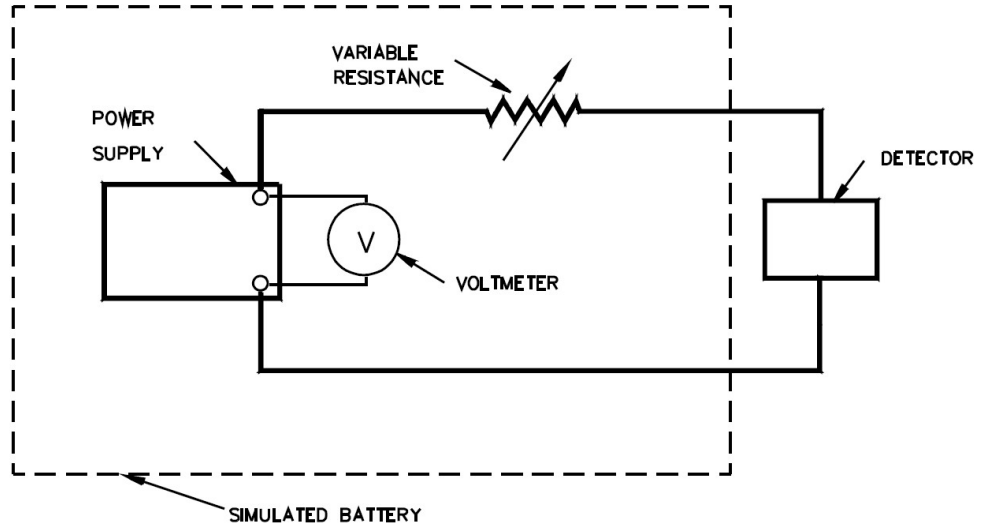 VARIABLE
RESISTANCE
POWER
SUPPLY
DETECTOR
V
VOLTMETER
SIMULATED BATTERY